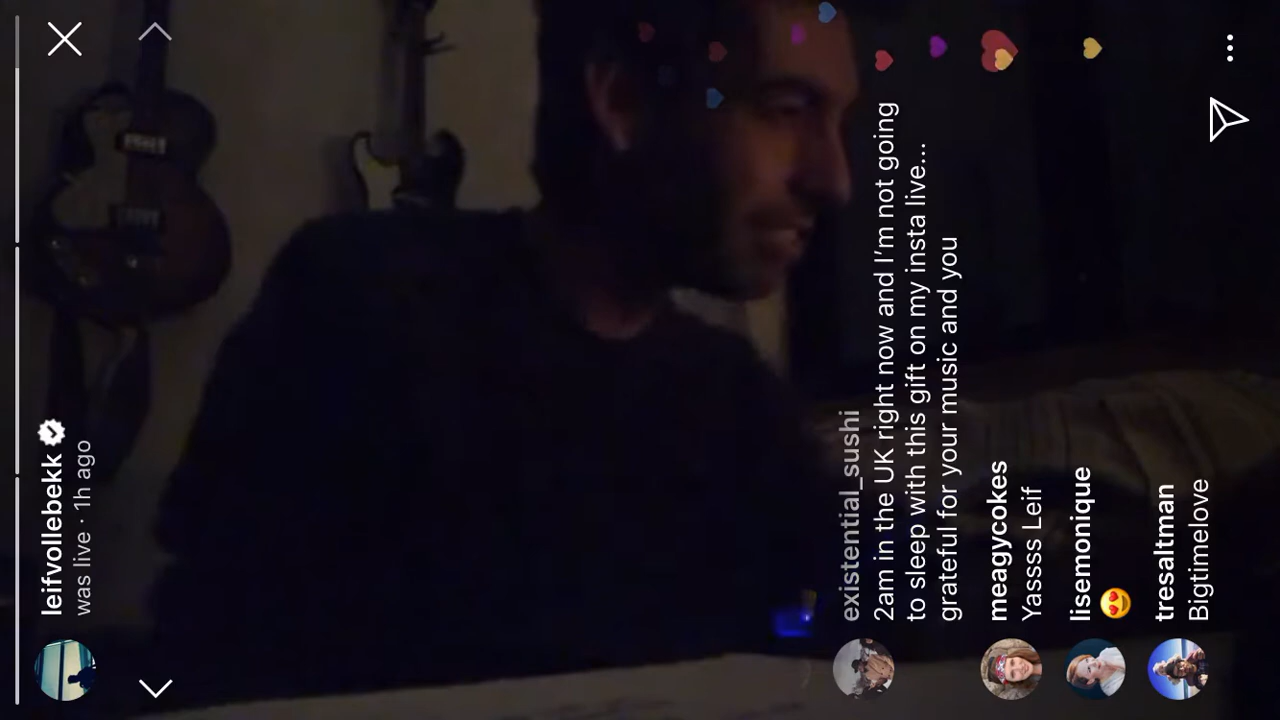 leifvollebekk
was live · 1h ago
existential_sushi
2am in the UK right now and I'm not going
to sleep with this gift on my insta live...
grateful for your music and you
meagycokes
Yassss Leif
lisemonique
😍
tresaltman
Bigtimelove